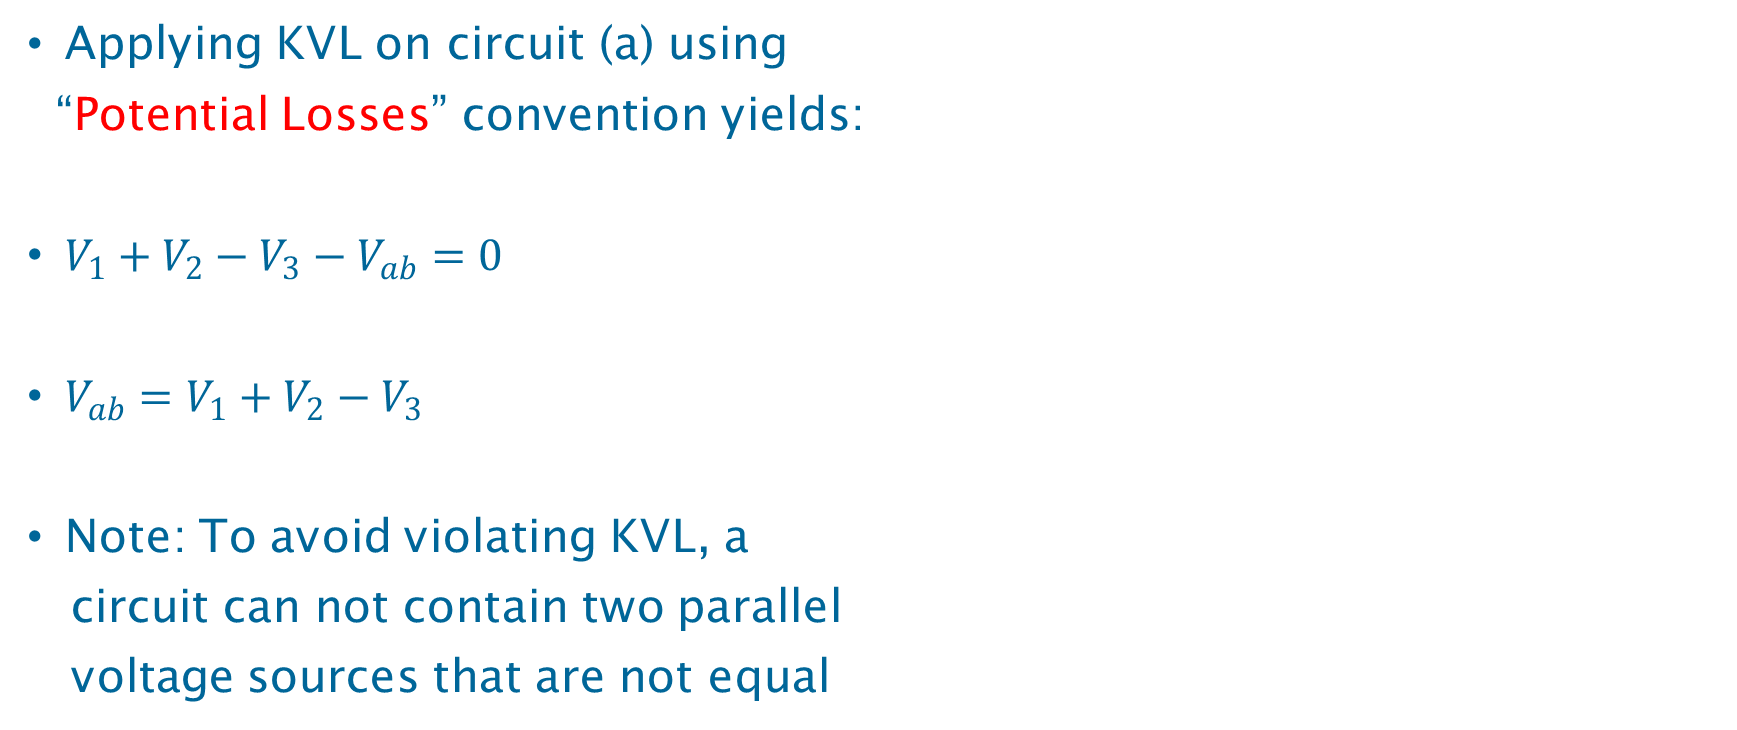 • Applying KVL on circuit (a) using
“Potential Losses” convention yields:
• V₁ + V₂ − V₃ − Vₐb = 0
• Vₐb = V₁ + V₂ − V₃
• Note: To avoid violating KVL, a
circuit can not contain two parallel
voltage sources that are not equal